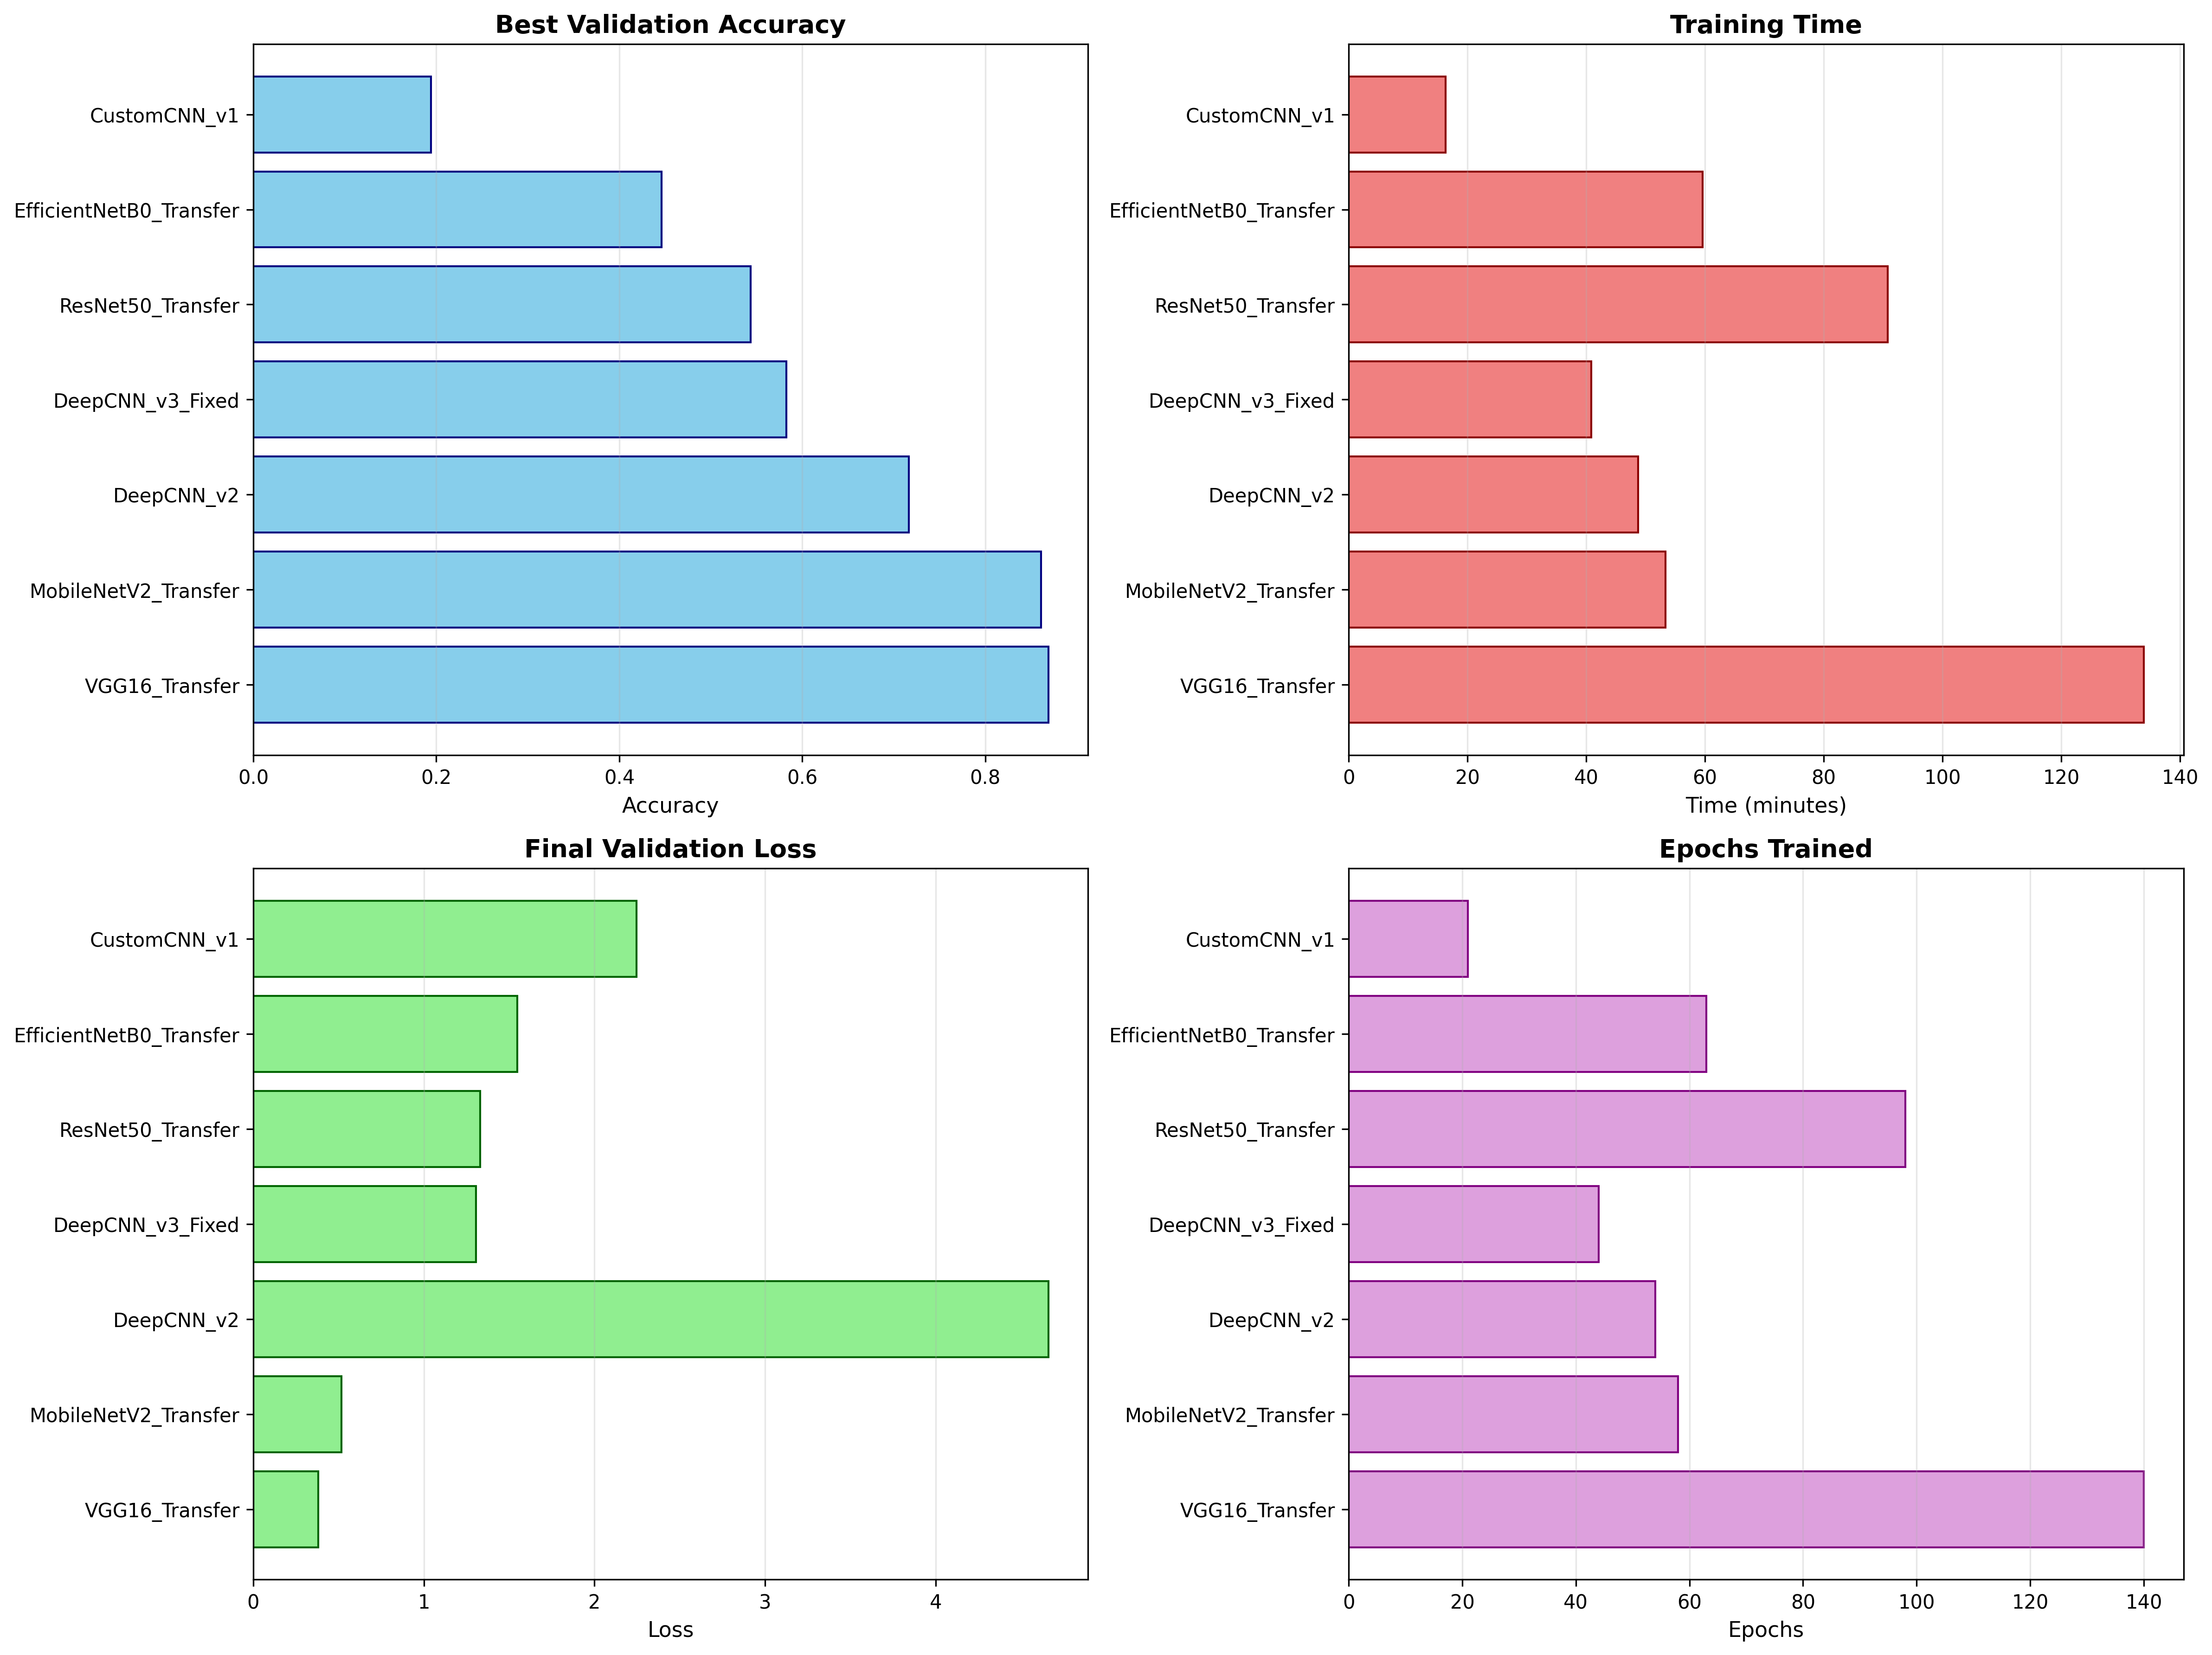 Best Validation Accuracy
CustomCNN_v1
EfficientNetB0_Transfer
ResNet50_Transfer
DeepCNN_v3_Fixed
DeepCNN_v2
MobileNetV2_Transfer
VGG16_Transfer
0.0 0.2 0.4 0.6 0.8
Accuracy
Training Time
CustomCNN_v1
EfficientNetB0_Transfer
ResNet50_Transfer
DeepCNN_v3_Fixed
DeepCNN_v2
MobileNetV2_Transfer
VGG16_Transfer
0 20 40 60 80 100 120 140
Time (minutes)
Final Validation Loss
CustomCNN_v1
EfficientNetB0_Transfer
ResNet50_Transfer
DeepCNN_v3_Fixed
DeepCNN_v2
MobileNetV2_Transfer
VGG16_Transfer
0 1 2 3 4
Loss
Epochs Trained
CustomCNN_v1
EfficientNetB0_Transfer
ResNet50_Transfer
DeepCNN_v3_Fixed
DeepCNN_v2
MobileNetV2_Transfer
VGG16_Transfer
0 20 40 60 80 100 120 140
Epochs